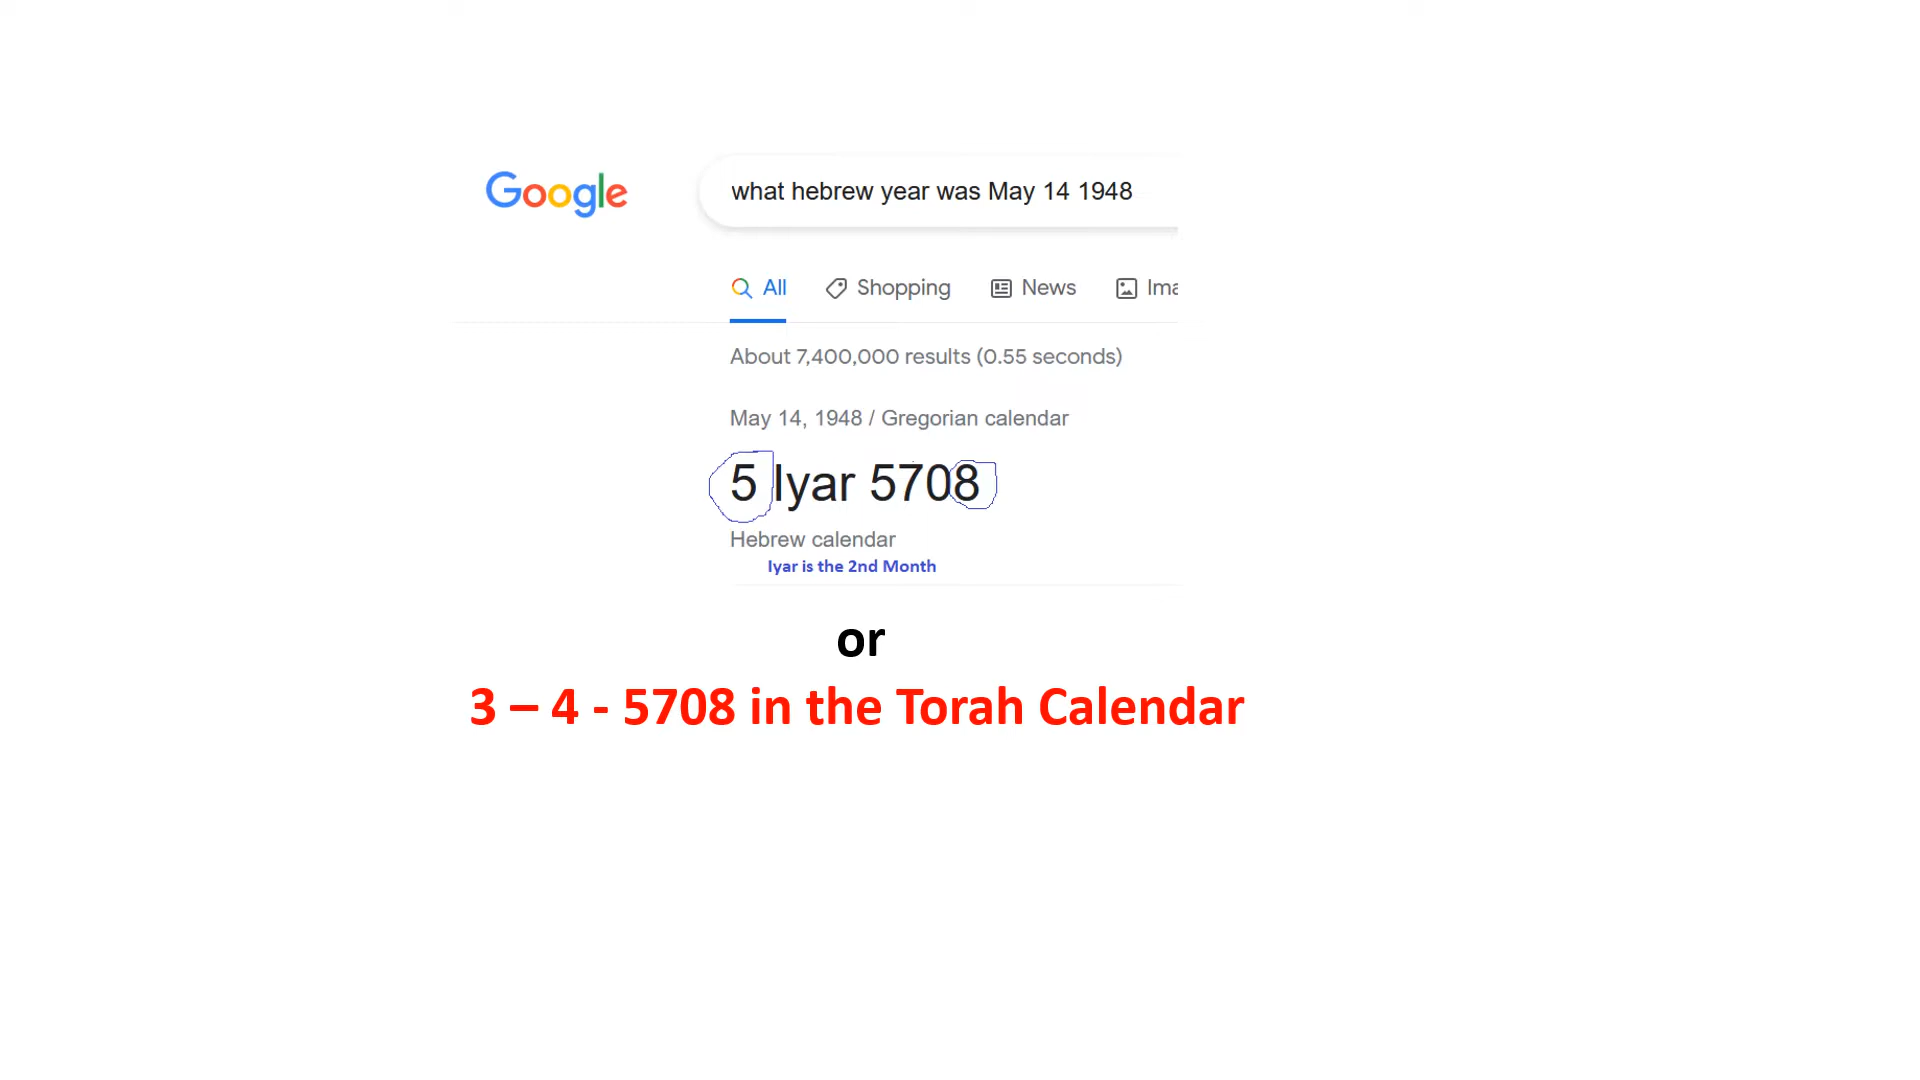 Google
what hebrew year was May 14 1948
All Shopping News Ima
About 7,400,000 results (0.55 seconds)
May 14, 1948 / Gregorian calendar
5 Iyar 5708
Hebrew calendar
Iyar is the 2nd Month
or
3 – 4 - 5708 in the Torah Calendar